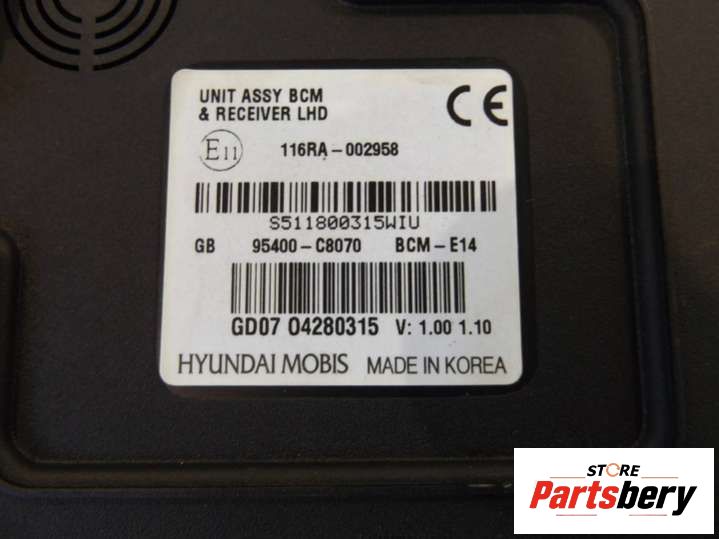 UNIT ASSY BCM
& RECEIVER LHD
CE
E11
116RA-002958
S511800315WIU
GB 95400-C8070 BCM-E14
GD07 04280315 V: 1.00 1.10
HYUNDAI MOBIS MADE IN KOREA
STORE
Partsbery